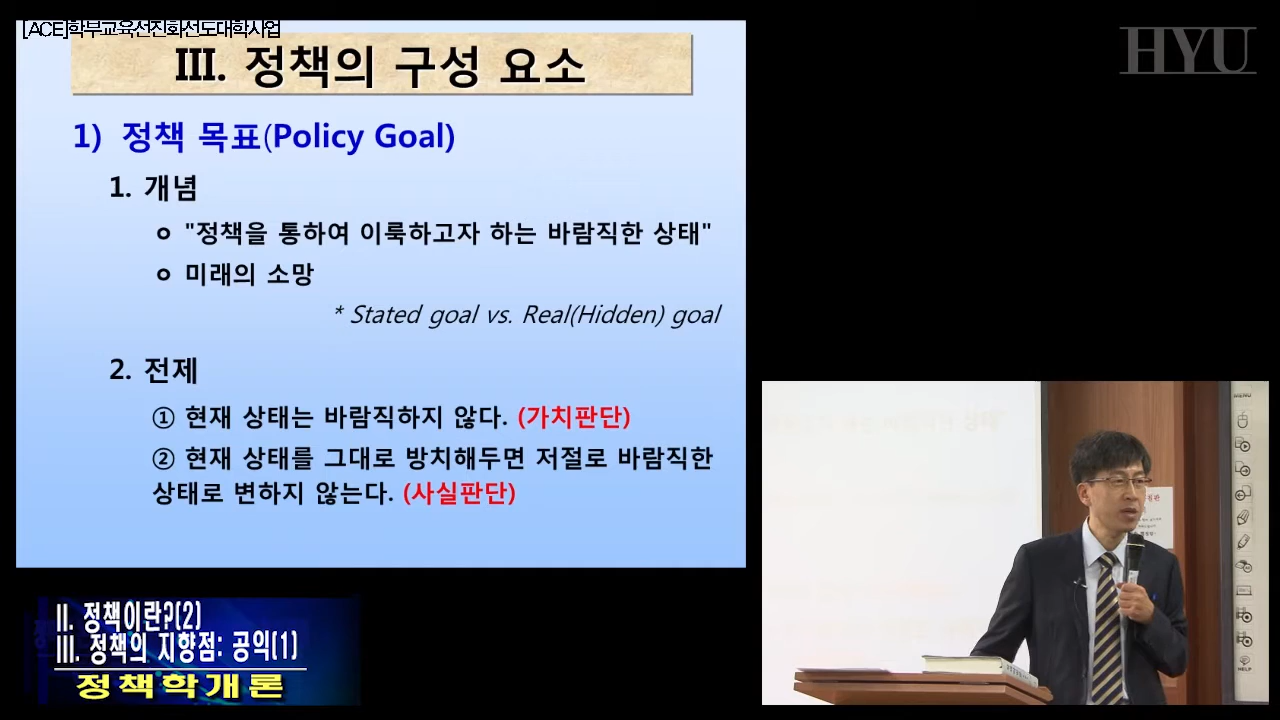 [ACE]학부교육선진화선도대학사업
HYU
III. 정책의 구성 요소
1) 정책 목표(Policy Goal)
1. 개념
"정책을 통하여 이룩하고자 하는 바람직한 상태"
미래의 소망
* Stated goal vs. Real(Hidden) goal
2. 전제
① 현재 상태는 바람직하지 않다. (가치판단)
② 현재 상태를 그대로 방치해두면 저절로 바람직한
상태로 변하지 않는다. (사실판단)
MENU
HELP
II. 정책이란?(2)
III. 정책의 지향점: 공익(1)
정책학개론